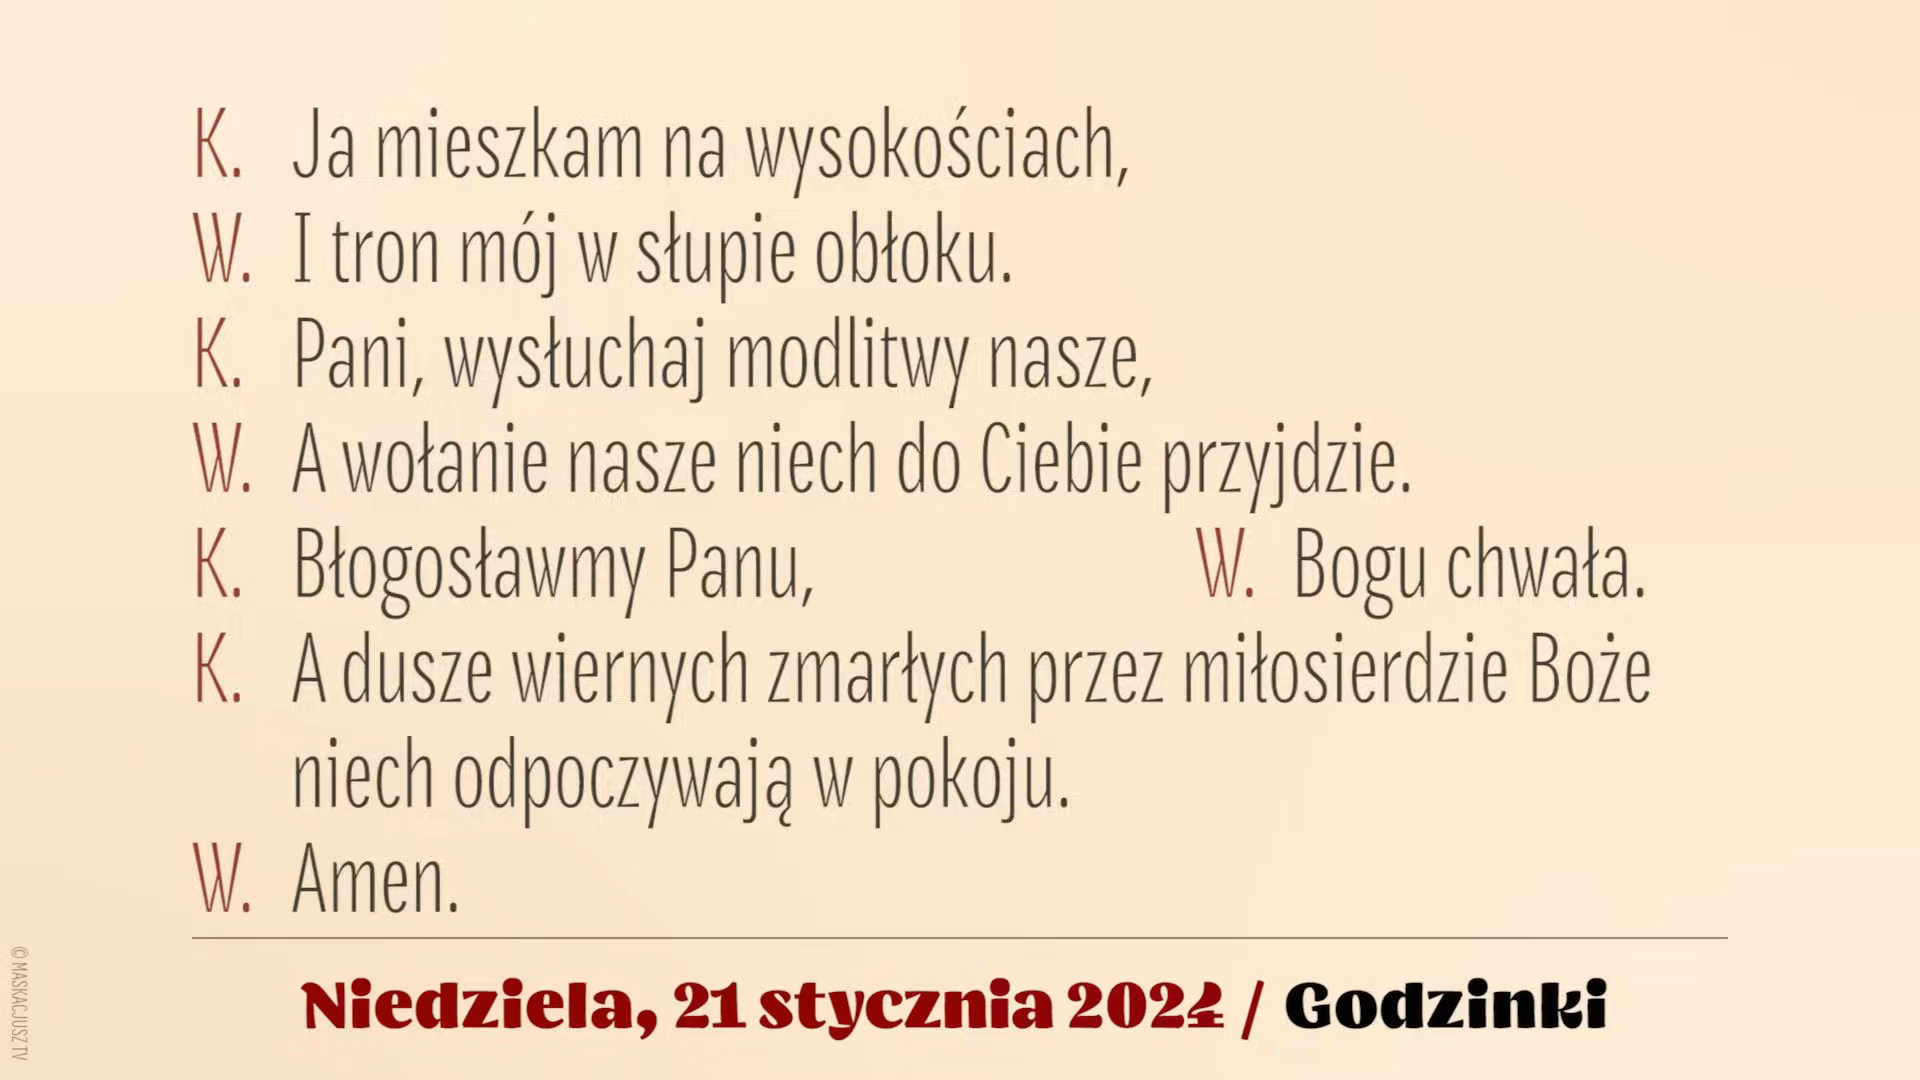 K. Ja mieszkam na wysokościach,
W. I tron mój w słupie obłoku.
K. Pani, wysłuchaj modlitwy nasze,
W. A wołanie nasze niech do Ciebie przyjdzie.
K. Błogosławmy Panu, W. Bogu chwała.
K. A dusze wiernych zmarłych przez miłosierdzie Boże
niech odpoczywają w pokoju.
W. Amen.
Niedziela, 21 stycznia 2024 / Godzinki
© MASKACJUSZ TV